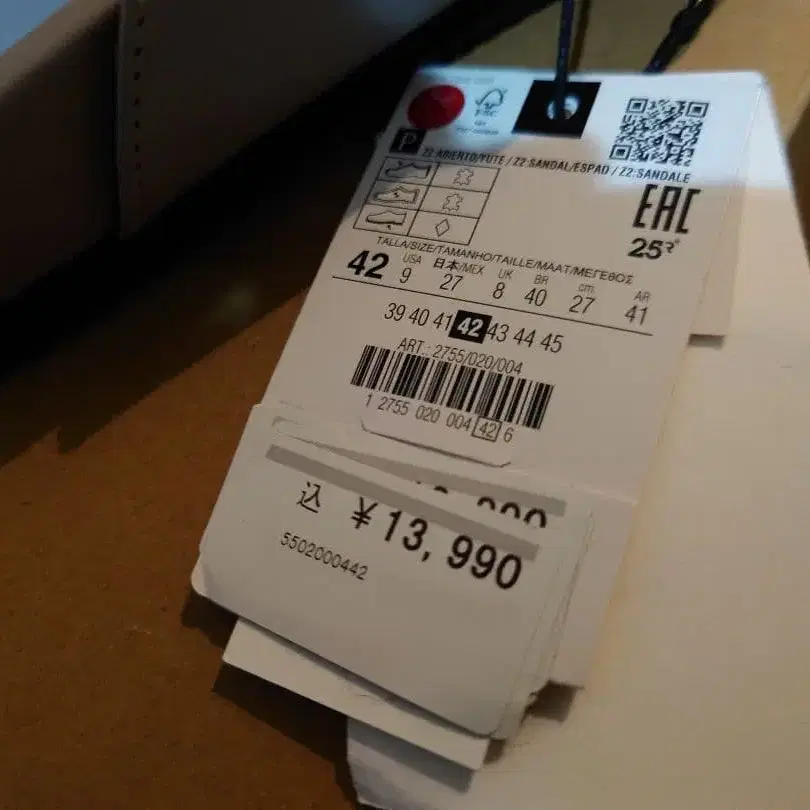 FSC
P
Z2:ABIERTO/YUTE / Z2:SANDAL/ESPAD / Z2:SANDALE
EAC
25
TALLA/SIZE/TAMANHO/TAILLE/MAAT/ΜΕΓΕΘΟΣ
USA 日本/MEX UK BR cm. AR
42 9 27 8 40 27 41
39 40 41 42 43 44 45
ART.: 2755/020/004
1 2755 020 004 42 6
込 ¥13,990
5502000442